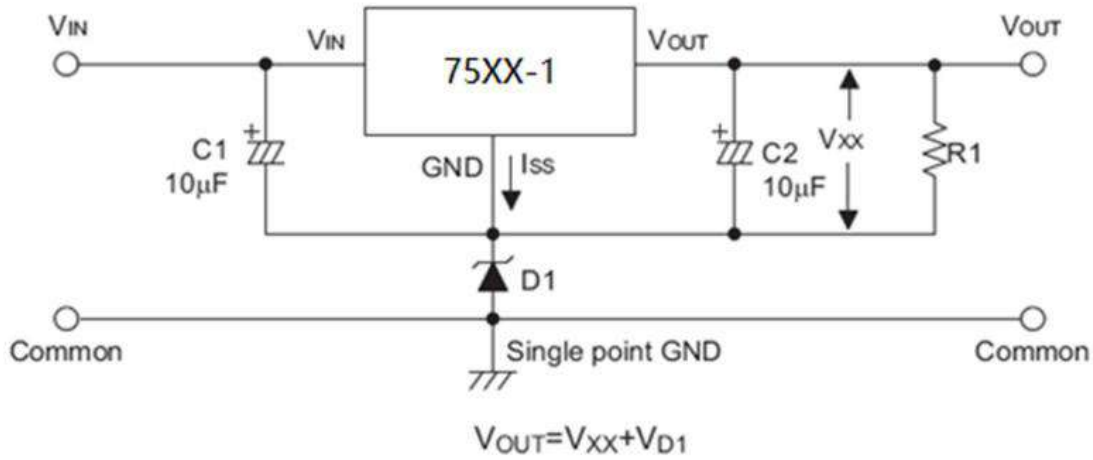 VIN
VOUT
VIN
VOUT
75XX-1
C1
10μF
GND
ISS
C2
10μF
VXX
R1
D1
Common
Single point GND
Common
VOUT=VXX+VD1